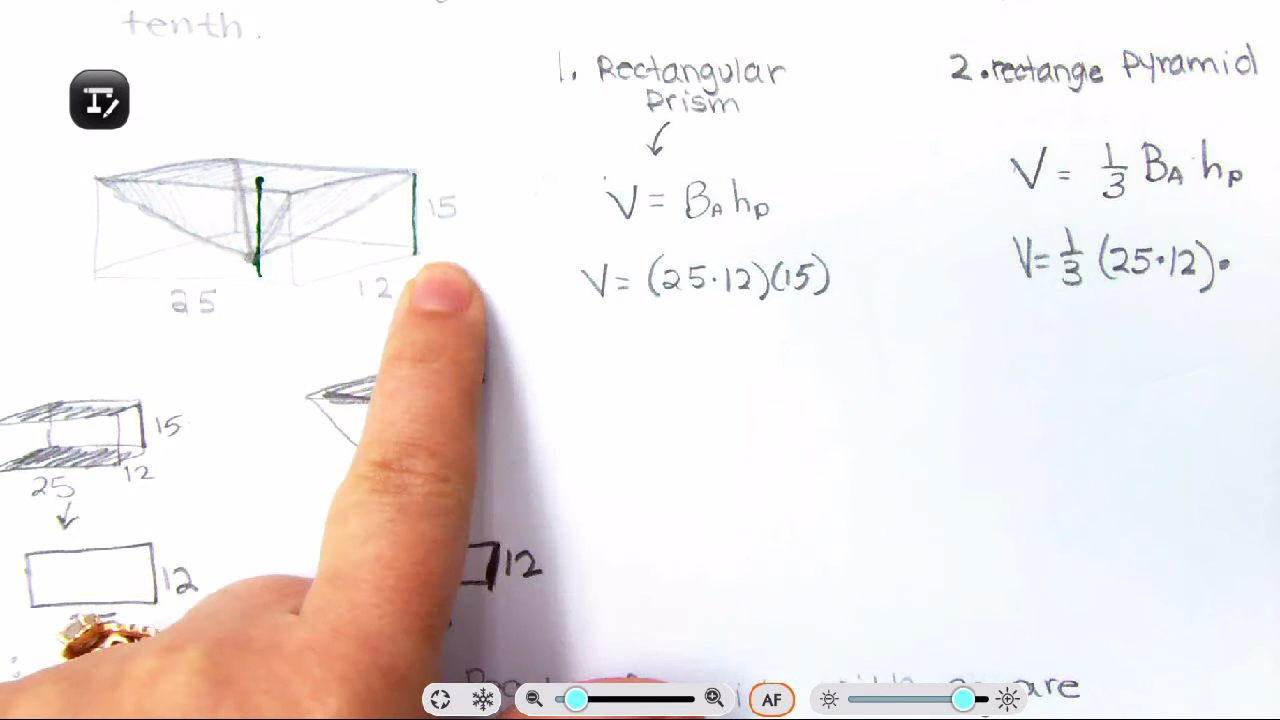 tenth.
1. Rectangular
Prism
2. rectange Pyramid
V = B_A h_p
V = 1/3 B_A h_p
15
V = (25·12)(15)
V = 1/3 (25·12)·
25
12
15
12
25
12
12
AF